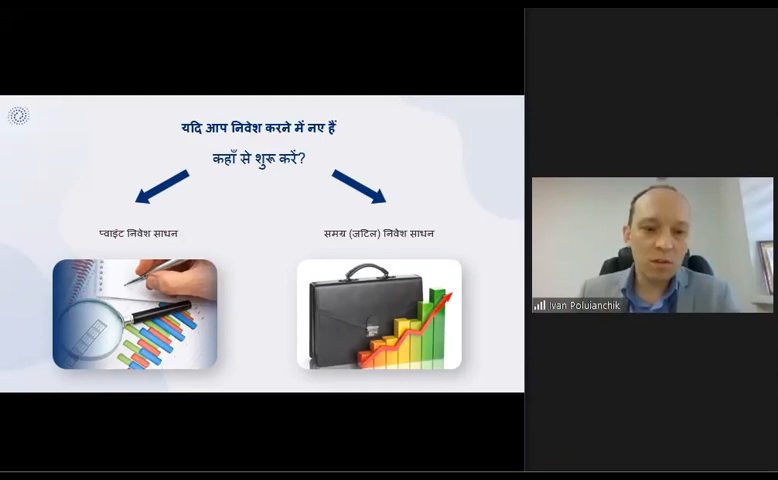 यदि आप निवेश करने में नए हैं
कहाँ से शुरू करें?
प्वाइंट निवेश साधन
समग्र (जटिल) निवेश साधन
Ivan Poluianchik